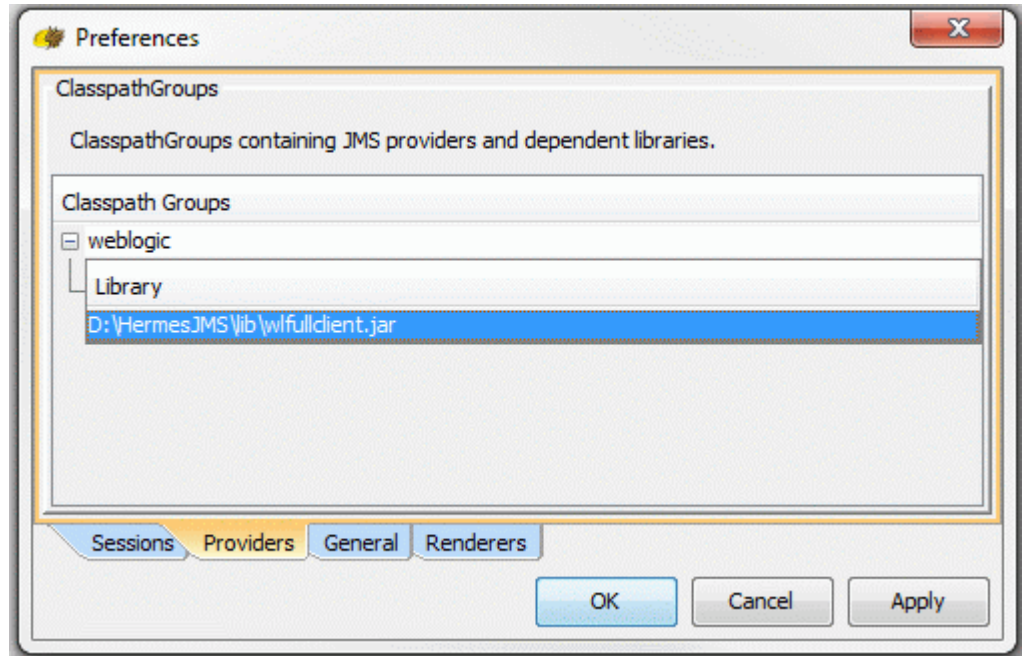 Preferences
ClasspathGroups
ClasspathGroups containing JMS providers and dependent libraries.
Classpath Groups
weblogic
Library
D:\HermesJMS\lib\wlfullclient.jar
Sessions Providers General Renderers
OK Cancel Apply